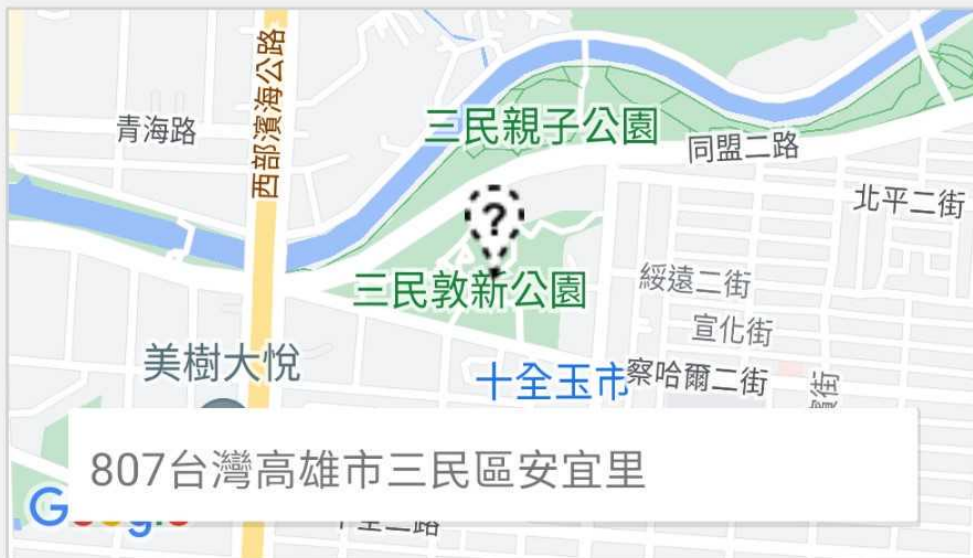 西部濱海公路
青海路
三民親子公園
同盟二路
北平二街
?
三民敦新公園
綏遠二街
宣化街
美樹大悅
十全玉市
察哈爾二街
807台灣高雄市三民區安宜里